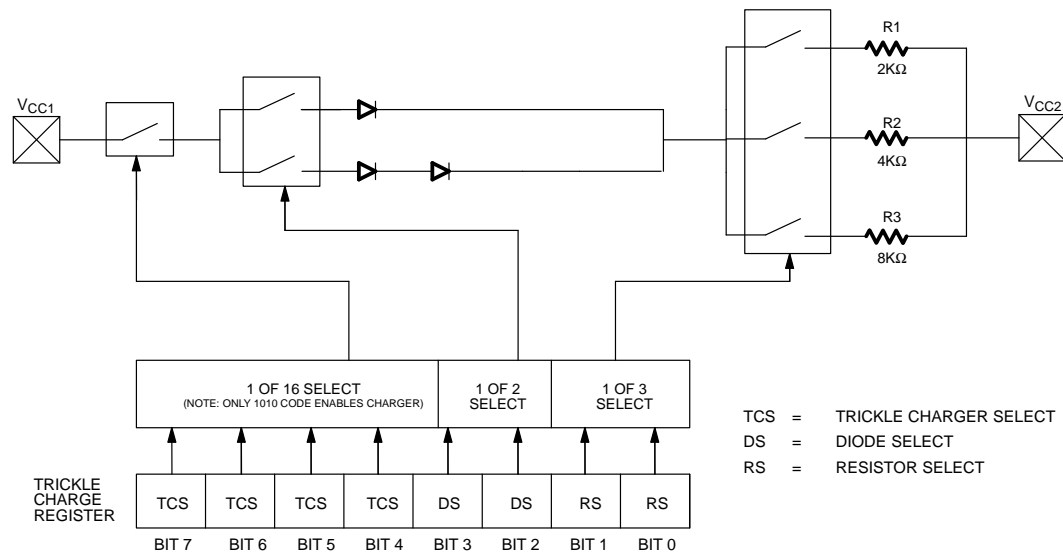 R1
2KΩ
VCC1
VCC2
R2
4KΩ
R3
8KΩ
1 OF 16 SELECT
(NOTE: ONLY 1010 CODE ENABLES CHARGER)
1 OF 2
SELECT
1 OF 3
SELECT
TCS = TRICKLE CHARGER SELECT
DS = DIODE SELECT
RS = RESISTOR SELECT
TRICKLE
CHARGE
REGISTER
TCS TCS TCS TCS DS DS RS RS
BIT 7 BIT 6 BIT 5 BIT 4 BIT 3 BIT 2 BIT 1 BIT 0